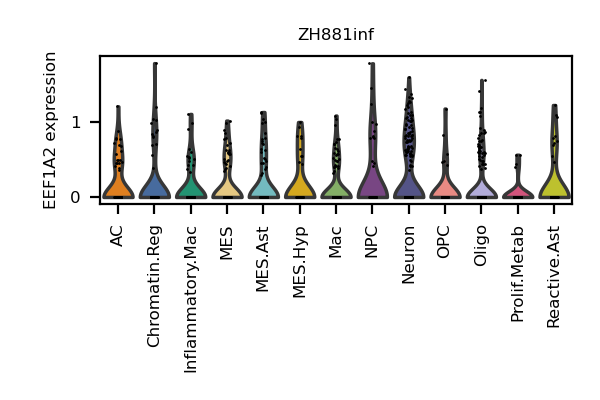 ZH881inf
EEF1A2 expression
1
0
AC
Chromatin.Reg
Inflammatory.Mac
MES
MES.Ast
MES.Hyp
Mac
NPC
Neuron
OPC
Oligo
Prolif.Metab
Reactive.Ast